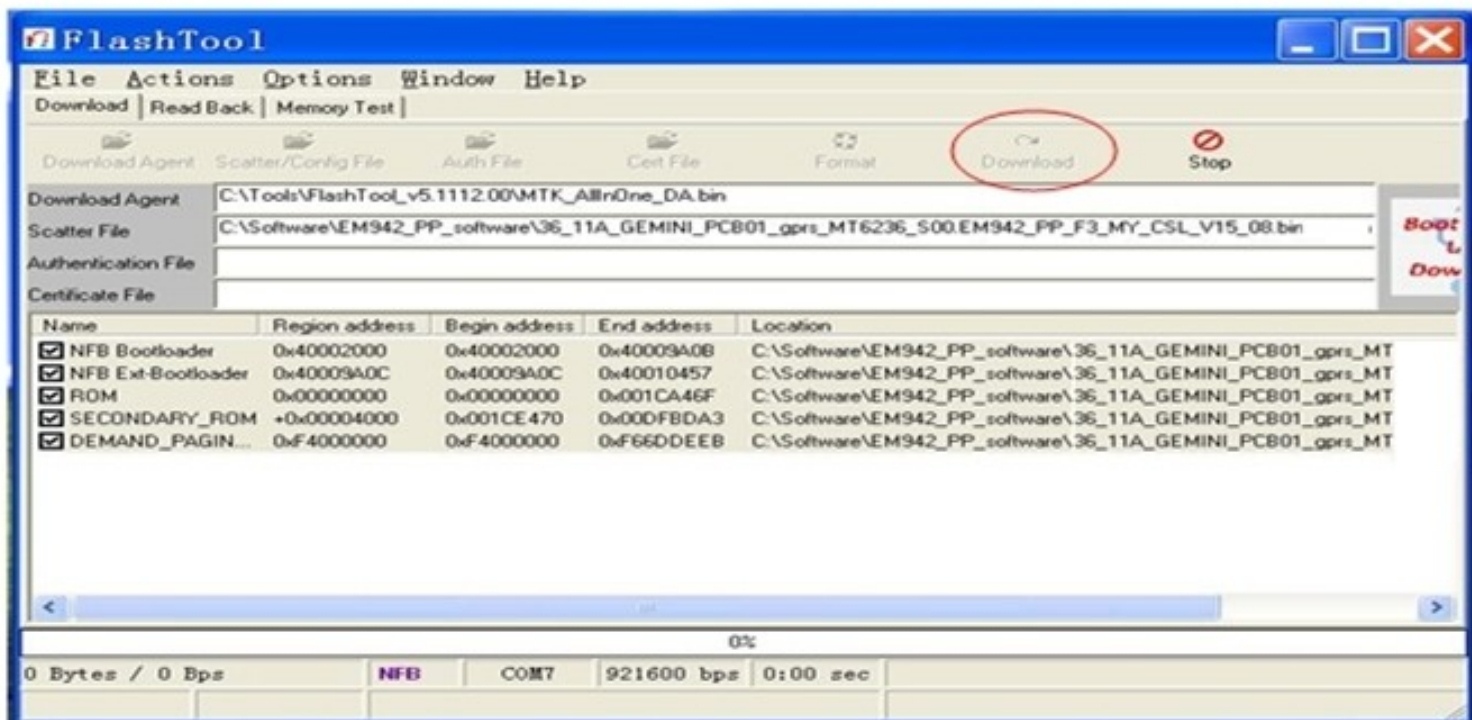 FlashTool
File Actions Options Window Help
Download Read Back Memory Test
Download Agent Scatter/Config File Auth File Cert File Format Download Stop
Download Agent C:\Tools\FlashTool_v5.1112.00\MTK_AllInOne_DA.bin
Scatter File C:\Software\EM942_PP_software\36_11A_GEMINI_PCB01_gprs_MT6236_S00.EM942_PP_F3_MY_CSL_V15_08.bin
Authentication File
Certificate File
Boot
L
Dow
Name Region address Begin address End address Location
NFB Bootloader 0x40002000 0x40002000 0x40009A0B C:\Software\EM942_PP_software\36_11A_GEMINI_PCB01_gprs_MT
NFB Ext-Bootloader 0x40009A0C 0x40009A0C 0x40010457 C:\Software\EM942_PP_software\36_11A_GEMINI_PCB01_gprs_MT
ROM 0x00000000 0x00000000 0x001CA46F C:\Software\EM942_PP_software\36_11A_GEMINI_PCB01_gprs_MT
SECONDARY_ROM +0x00004000 0x001CE470 0x00DFBDA3 C:\Software\EM942_PP_software\36_11A_GEMINI_PCB01_gprs_MT
DEMAND_PAGIN... 0xF4000000 0xF4000000 0xF66DDEEB C:\Software\EM942_PP_software\36_11A_GEMINI_PCB01_gprs_MT
0%
0 Bytes / 0 Bps NFB COM7 921600 bps 0:00 sec